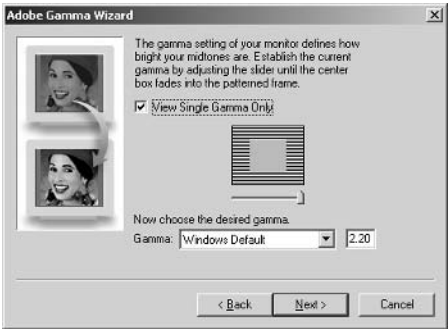 Adobe Gamma Wizard
The gamma setting of your monitor defines how
bright your midtones are. Establish the current
gamma by adjusting the slider until the center
box fades into the patterned frame.
View Single Gamma Only
Now choose the desired gamma.
Gamma: Windows Default 2.20
< Back Next > Cancel